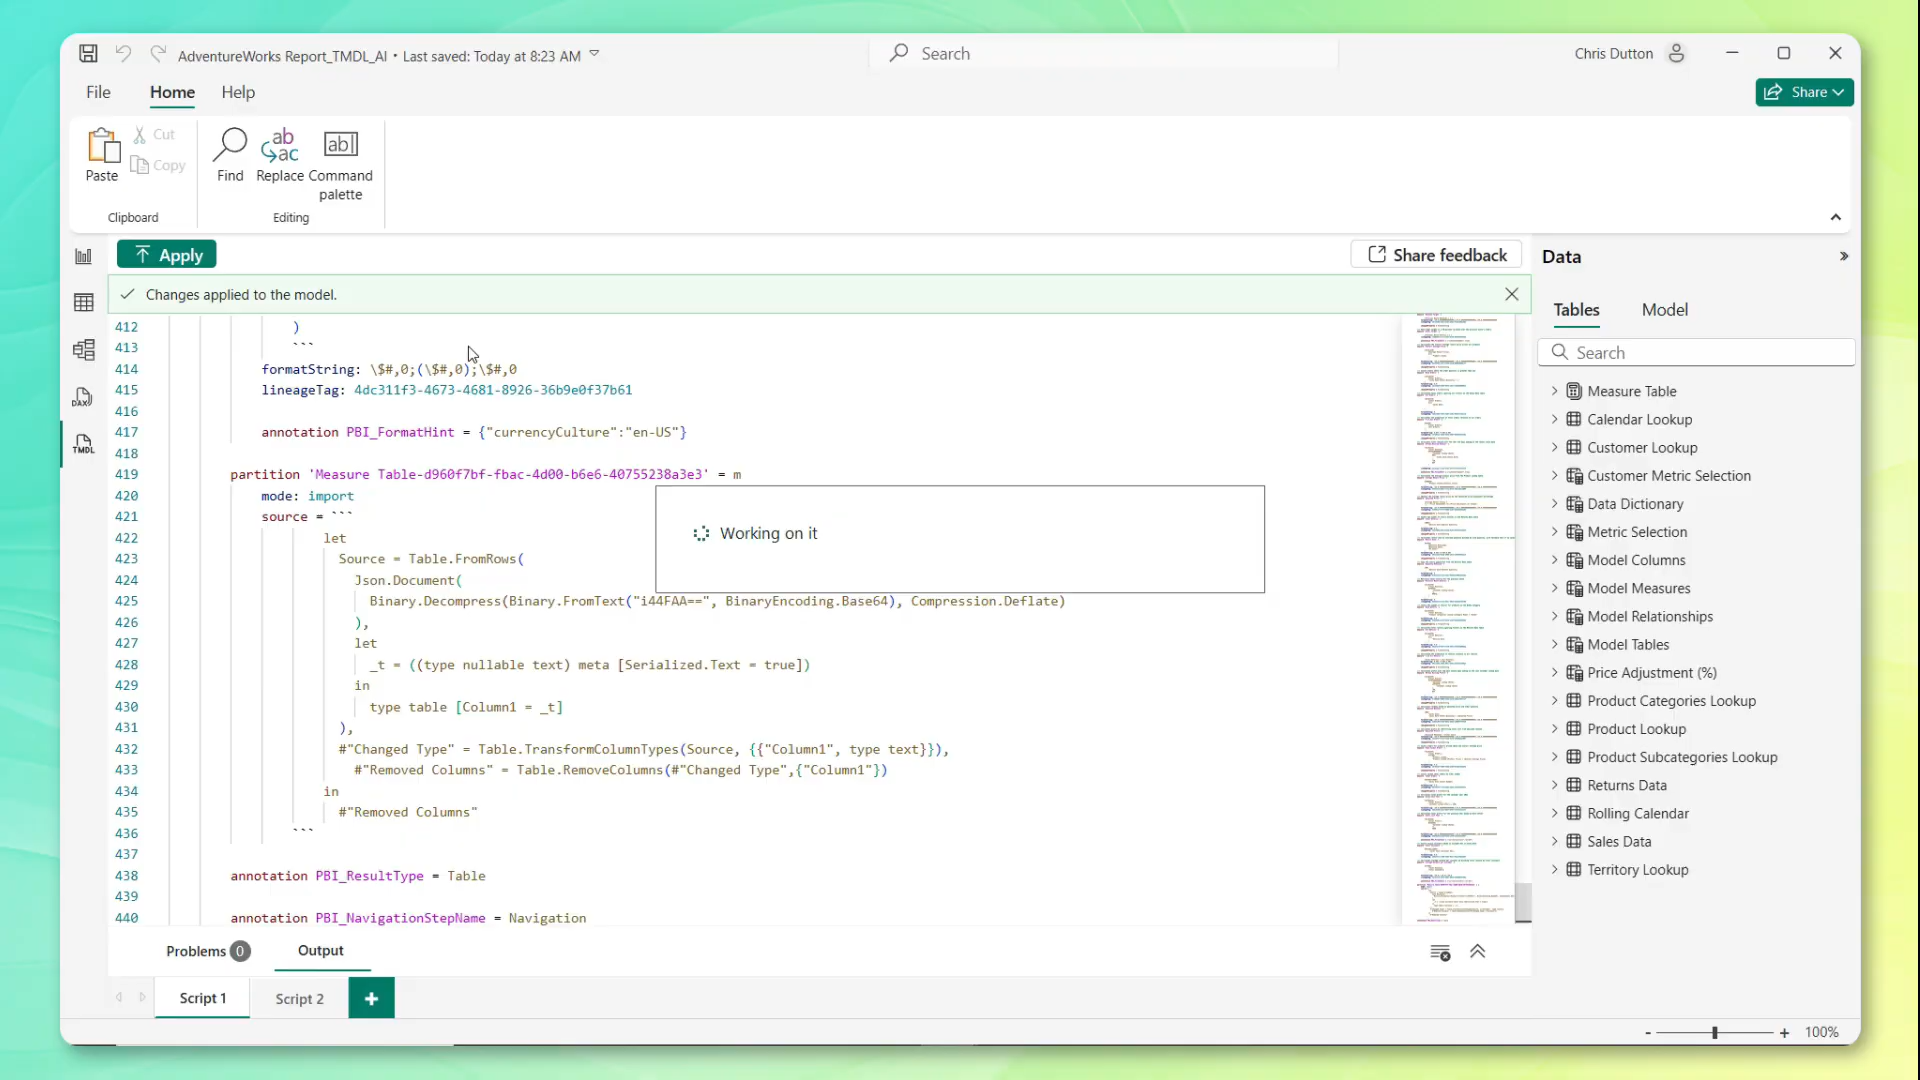 AdventureWorks Report_TMDL_AI • Last saved: Today at 8:23 AM
Search
Chris Dutton
File
Home
Help
Share
Paste
Cut
Copy
Clipboard
Find
Replace
Command palette
Editing
Apply
Share feedback
Changes applied to the model.
412 )
413 ```
414 formatString: \$#,0;(\$#,0);\$#,0
415 lineageTag: 4dc311f3-4673-4681-8926-36b9e0f37b61
416
417 annotation PBI_FormatHint = {"currencyCulture":"en-US"}
418
419 partition 'Measure Table-d960f7bf-fbac-4d00-b6e6-40755238a3e3' = m
420 mode: import
421 source = ```
422 let
423 Source = Table.FromRows(
424 Json.Document(
425 Binary.Decompress(Binary.FromText("i44FAA==", BinaryEncoding.Base64), Compression.Deflate)
426 ),
427 let
428 _t = ((type nullable text) meta [Serialized.Text = true])
429 in
430 type table [Column1 = _t]
431 ),
432 #"Changed Type" = Table.TransformColumnTypes(Source, {{"Column1", type text}}),
433 #"Removed Columns" = Table.RemoveColumns(#"Changed Type",{"Column1"})
434 in
435 #"Removed Columns"
436 ```
437
438 annotation PBI_ResultType = Table
439
440 annotation PBI_NavigationStepName = Navigation
Working on it
DAX
TMDL
Data
Tables
Model
Search
Measure Table
Calendar Lookup
Customer Lookup
Customer Metric Selection
Data Dictionary
Metric Selection
Model Columns
Model Measures
Model Relationships
Model Tables
Price Adjustment (%)
Product Categories Lookup
Product Lookup
Product Subcategories Lookup
Returns Data
Rolling Calendar
Sales Data
Territory Lookup
Problems 0
Output
Script 1
Script 2
100%